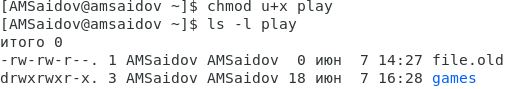 [AMSaidov@amsaidov ~]$ chmod u+x play
[AMSaidov@amsaidov ~]$ ls -l play
итого 0
-rw-rw-r--. 1 AMSaidov AMSaidov  0 июн  7 14:27 file.old
drwxrwxr-x. 3 AMSaidov AMSaidov 18 июн  7 16:28 games